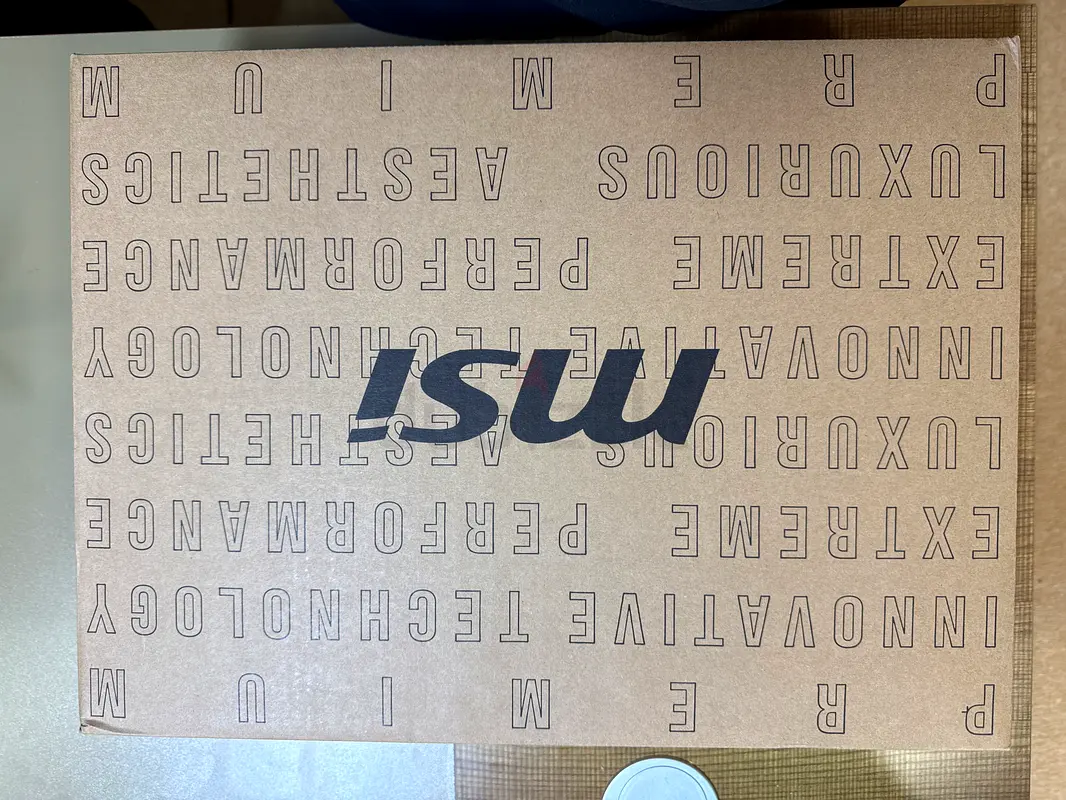 PREMIUM
INNOVATIVE TECHNOLOGY
EXTREME PERFORMANCE
LUXURIOUS AESTHETICS
msi
INNOVATIVE TECHNOLOGY
EXTREME PERFORMANCE
LUXURIOUS AESTHETICS
PREMIUM